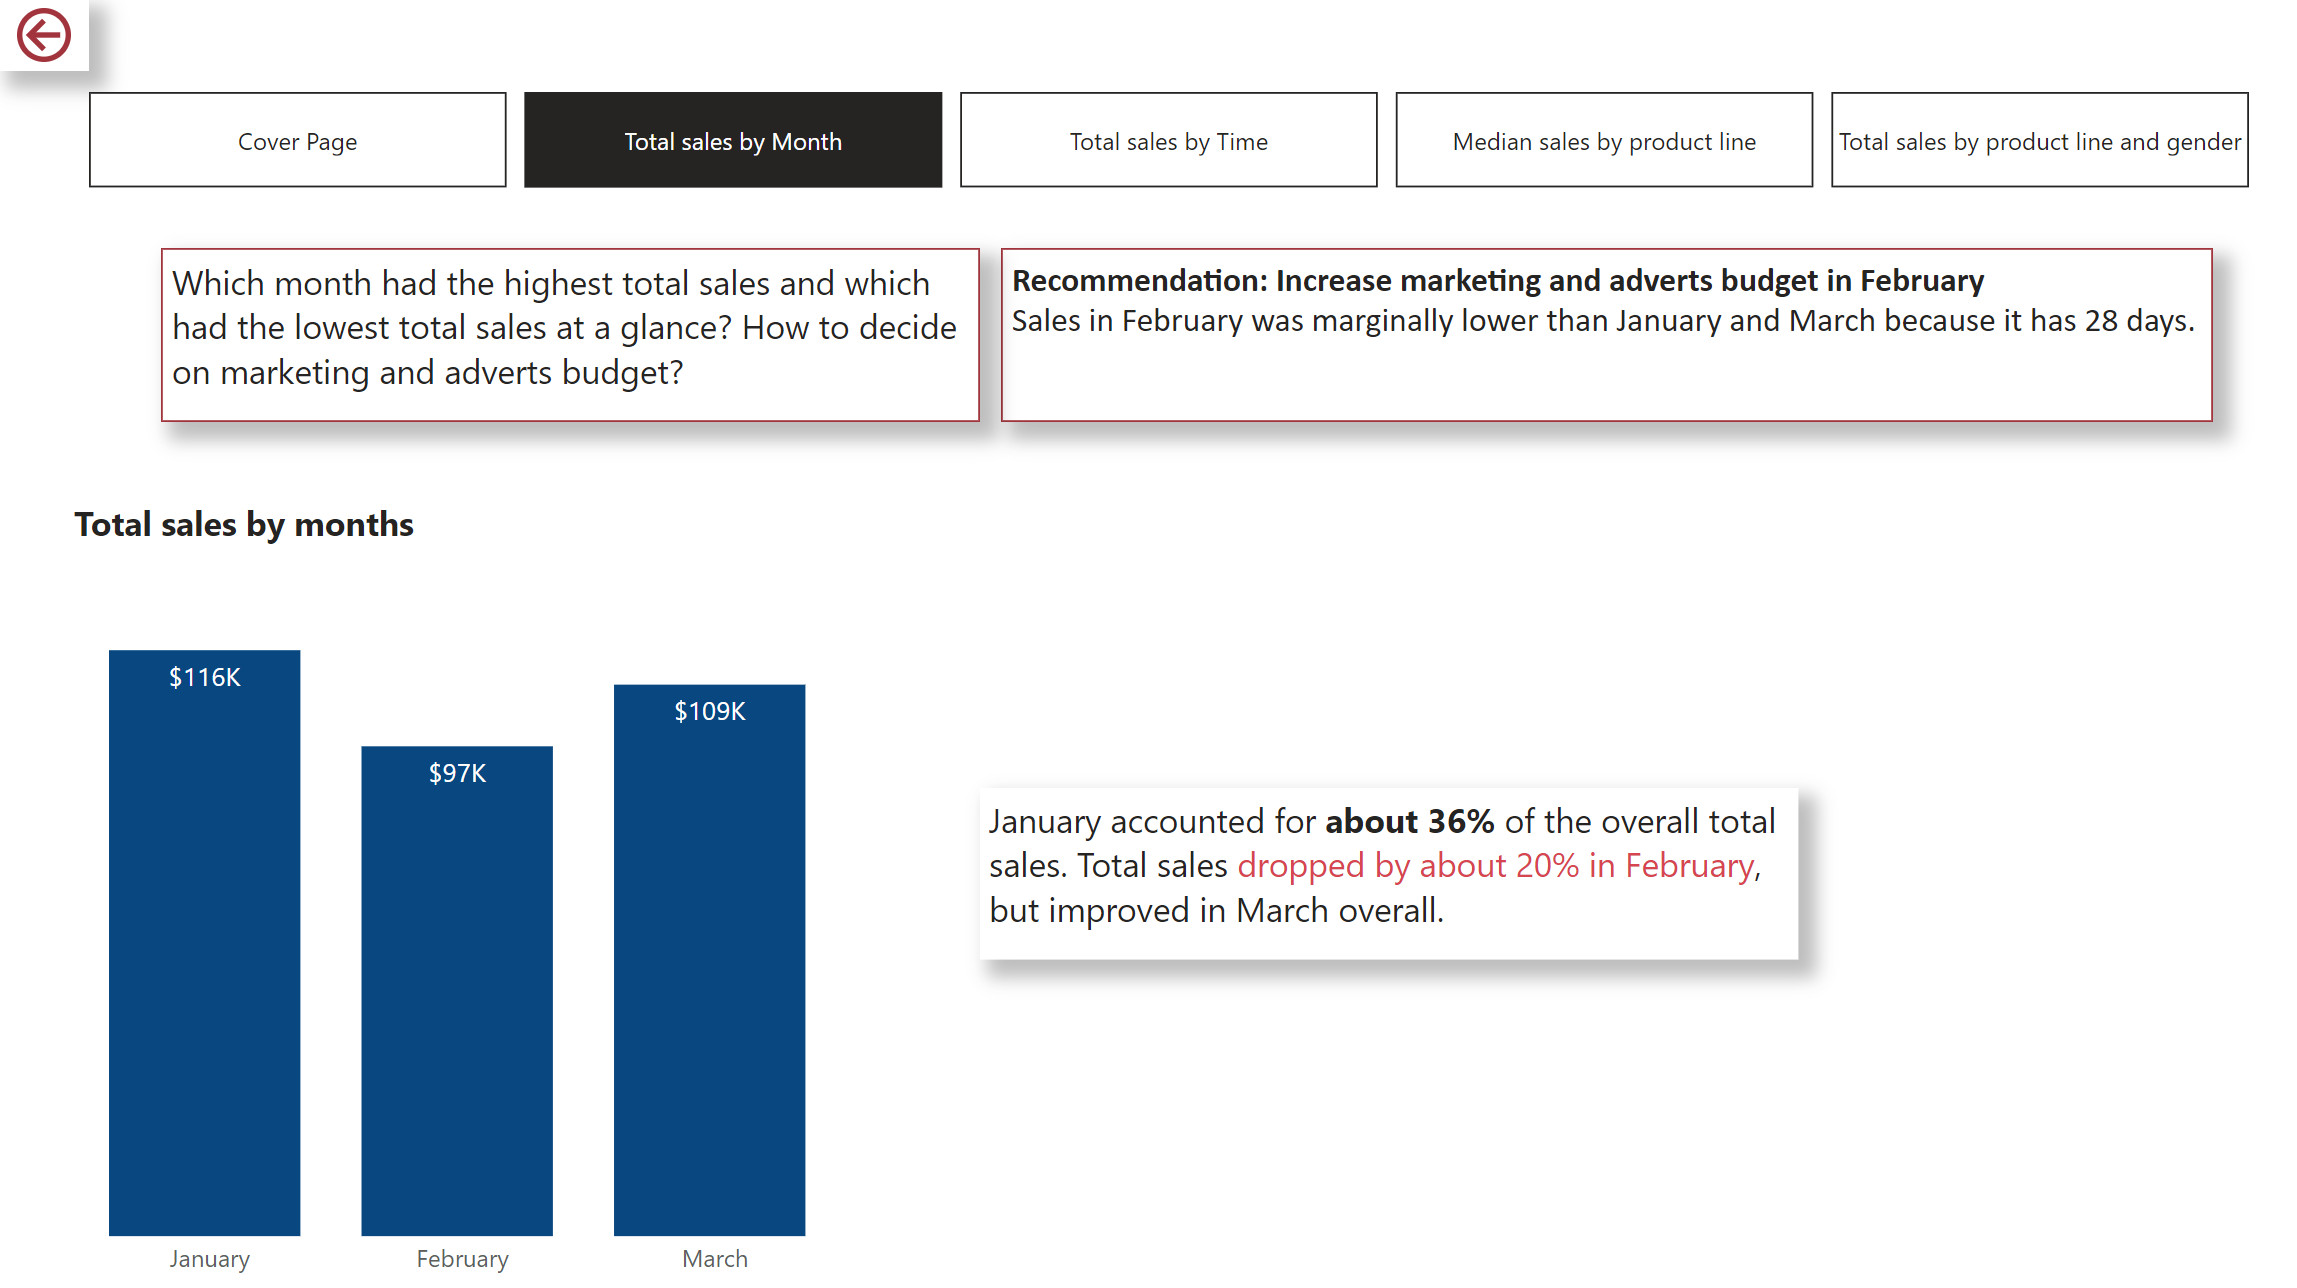 Cover Page
Total sales by Month
Total sales by Time
Median sales by product line
Total sales by product line and gender
Which month had the highest total sales and which
had the lowest total sales at a glance? How to decide
on marketing and adverts budget?
Recommendation: Increase marketing and adverts budget in February
Sales in February was marginally lower than January and March because it has 28 days.
Total sales by months
$116K
$97K
$109K
January accounted for about 36% of the overall total
sales. Total sales dropped by about 20% in February,
but improved in March overall.
January
February
March